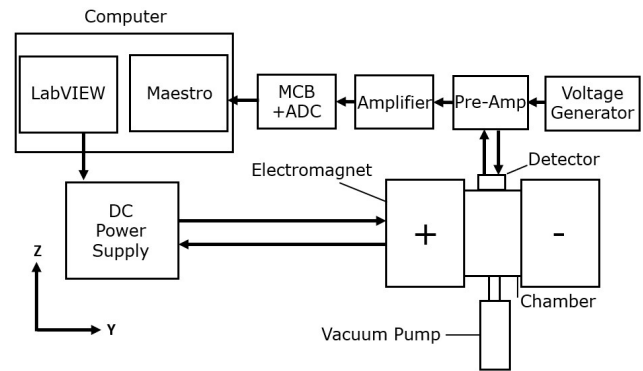 Computer
LabVIEW
Maestro
MCB
+ADC
Amplifier
Pre-Amp
Voltage
Generator
Electromagnet
Detector
DC
Power
Supply
+
-
Z
Y
Chamber
Vacuum Pump